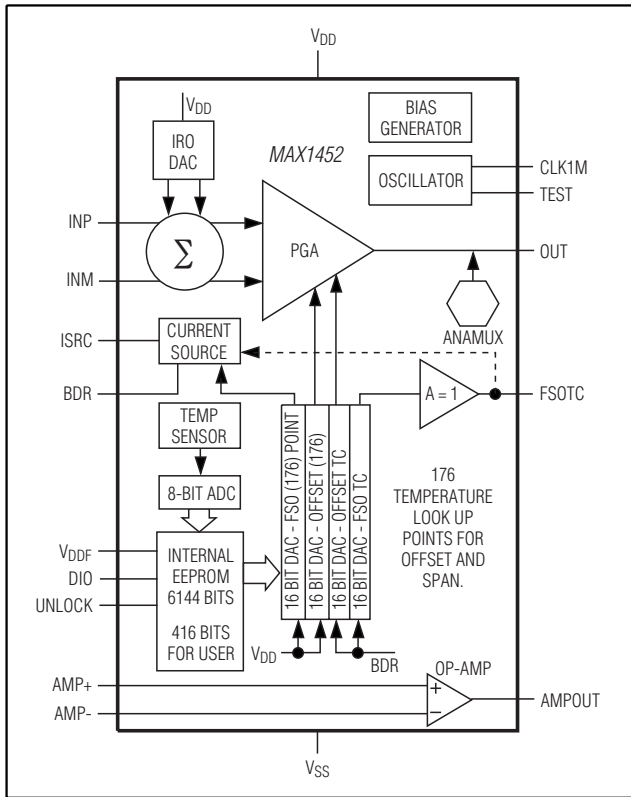 VDD
VDD
IRO
DAC
MAX1452
BIAS
GENERATOR
OSCILLATOR
CLK1M
TEST
INP
INM
Σ
PGA
OUT
ANAMUX
ISRC
CURRENT
SOURCE
BDR
A = 1
FSOTC
TEMP
SENSOR
8-BIT ADC
16 BIT DAC - FSO (176) POINT
16 BIT DAC - OFFSET (176)
16 BIT DAC - OFFSET TC
16 BIT DAC - FSO TC
176
TEMPERATURE
LOOK UP
POINTS FOR
OFFSET AND
SPAN.
VDDF
DIO
UNLOCK
INTERNAL
EEPROM
6144 BITS
416 BITS
FOR USER
VDD
BDR
OP-AMP
AMP+
AMP-
+
−
AMPOUT
VSS